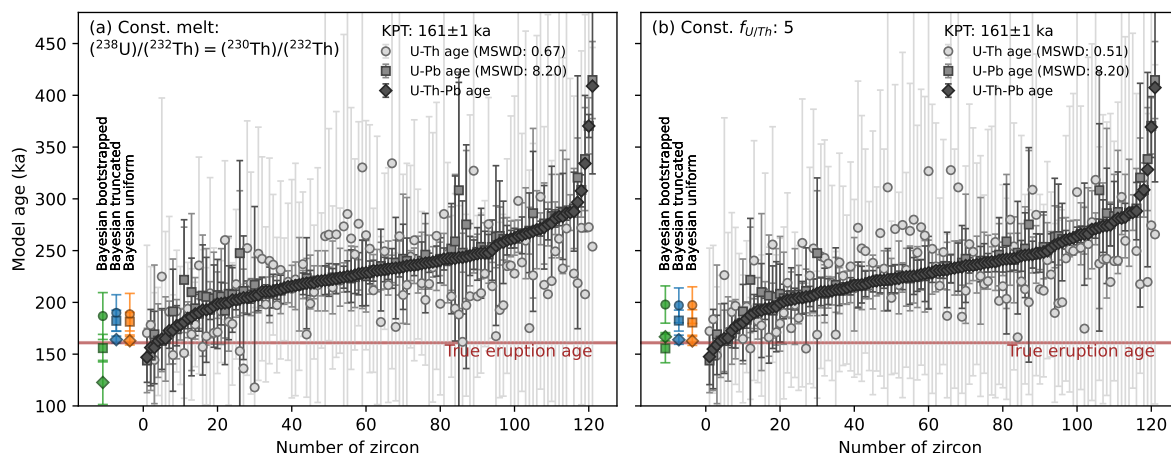 (a) Const. melt:
(²³⁸U)/(²³²Th) = (²³⁰Th)/(²³²Th)
KPT: 161±1 ka
U-Th age (MSWD: 0.67)
U-Pb age (MSWD: 8.20)
U-Th-Pb age
Bayesian bootstrapped
Bayesian truncated
Bayesian uniform
True eruption age
Model age (ka)
450
400
350
300
250
200
150
100
0 20 40 60 80 100 120
Number of zircon
(b) Const. f_{U/Th}: 5
KPT: 161±1 ka
U-Th age (MSWD: 0.51)
U-Pb age (MSWD: 8.20)
U-Th-Pb age
Bayesian bootstrapped
Bayesian truncated
Bayesian uniform
True eruption age
0 20 40 60 80 100 120
Number of zircon